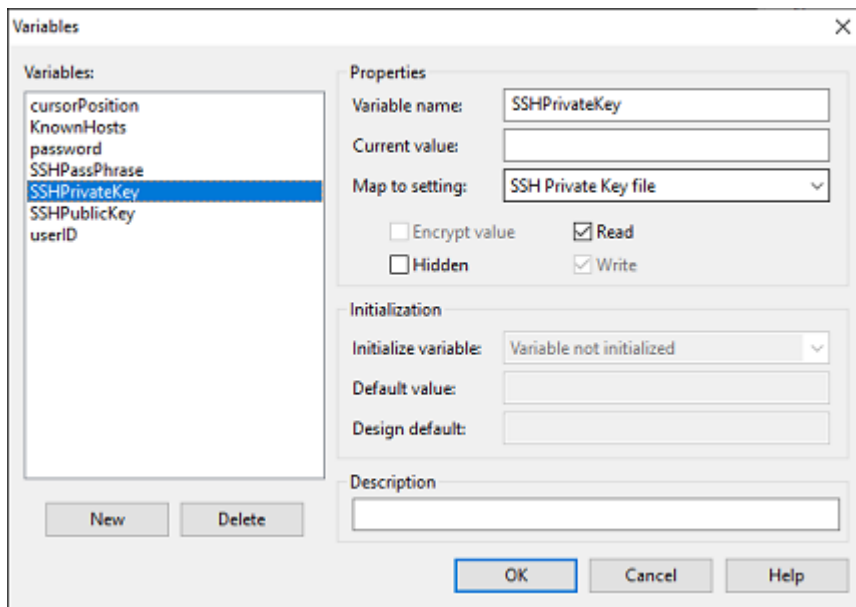 Variables
Variables:
cursorPosition
KnownHosts
password
SSHPassPhrase
SSHPrivateKey
SSHPublicKey
userID
New Delete
Properties
Variable name: SSHPrivateKey
Current value:
Map to setting: SSH Private Key file
Encrypt value Read
Hidden Write
Initialization
Initialize variable: Variable not initialized
Default value:
Design default:
Description
OK Cancel Help